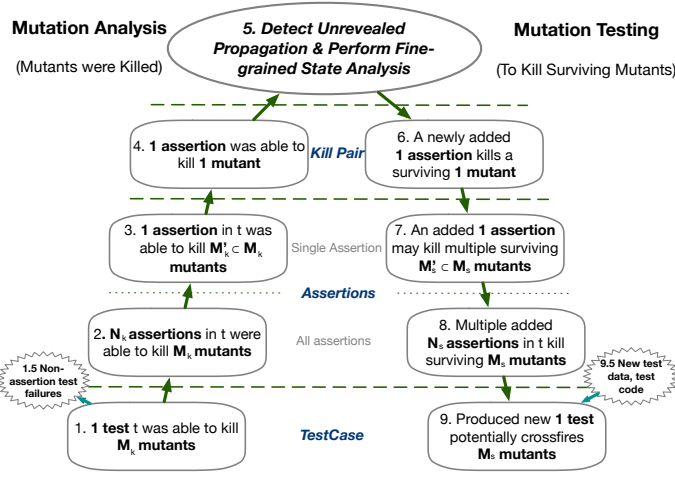 Mutation Analysis
(Mutants were Killed)
5. Detect Unrevealed
Propagation & Perform Fine-
grained State Analysis
Mutation Testing
(To Kill Surviving Mutants)
4. 1 assertion was able to
kill 1 mutant
Kill Pair
6. A newly added
1 assertion kills a
surviving 1 mutant
3. 1 assertion in t was
able to kill M'k ⊂ Mk
mutants
Single Assertion
7. An added 1 assertion
may kill multiple surviving
M's ⊂ Ms mutants
Assertions
2. Nk assertions in t were
able to kill Mk mutants
All assertions
8. Multiple added
Ns assertions in t kill
surviving Ms mutants
1.5 Non-
assertion test
failures
9.5 New test
data, test
code
1. 1 test t was able to kill
Mk mutants
TestCase
9. Produced new 1 test
potentially crossfires
Ms mutants